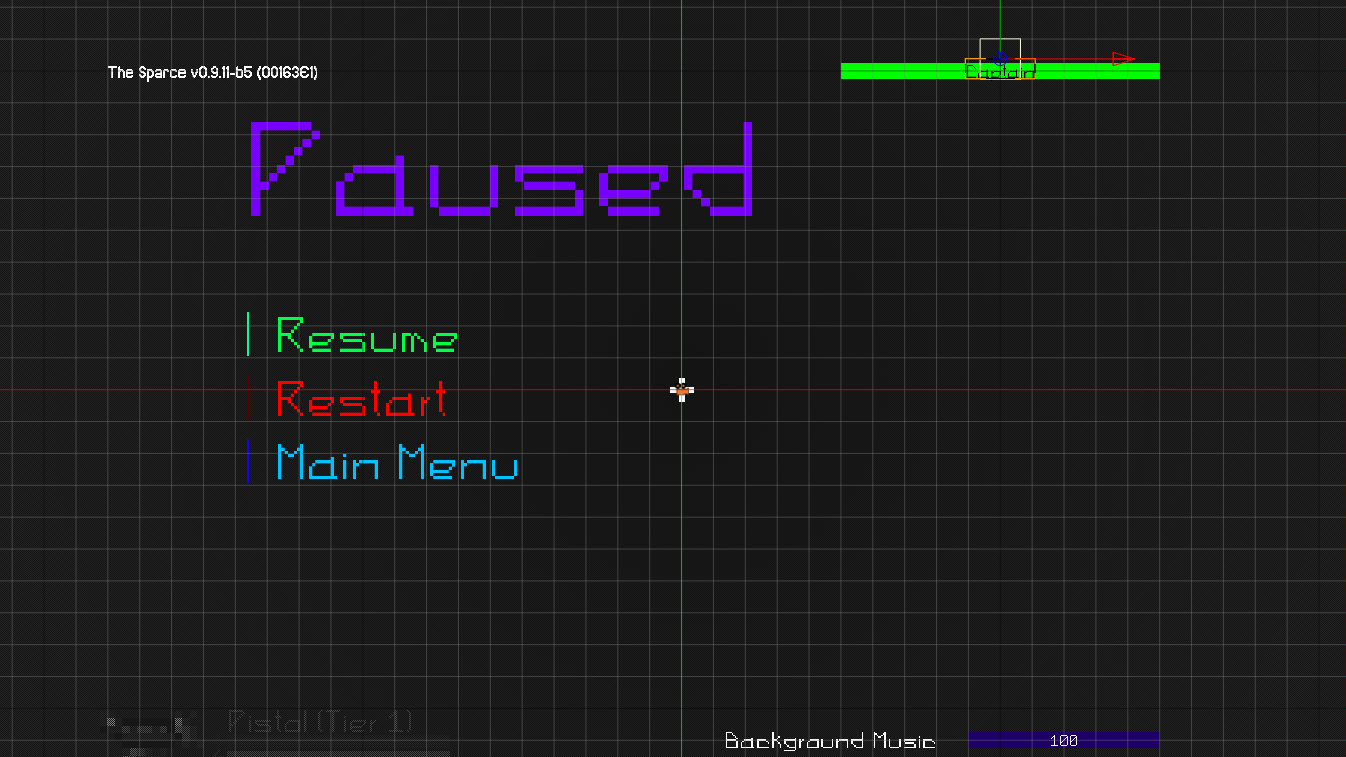 The Sparce v0.9.11-b5 (00163E1)
Captain
Paused
Resume
Restart
Main Menu
Pistol (Tier 1)
Background Music 100